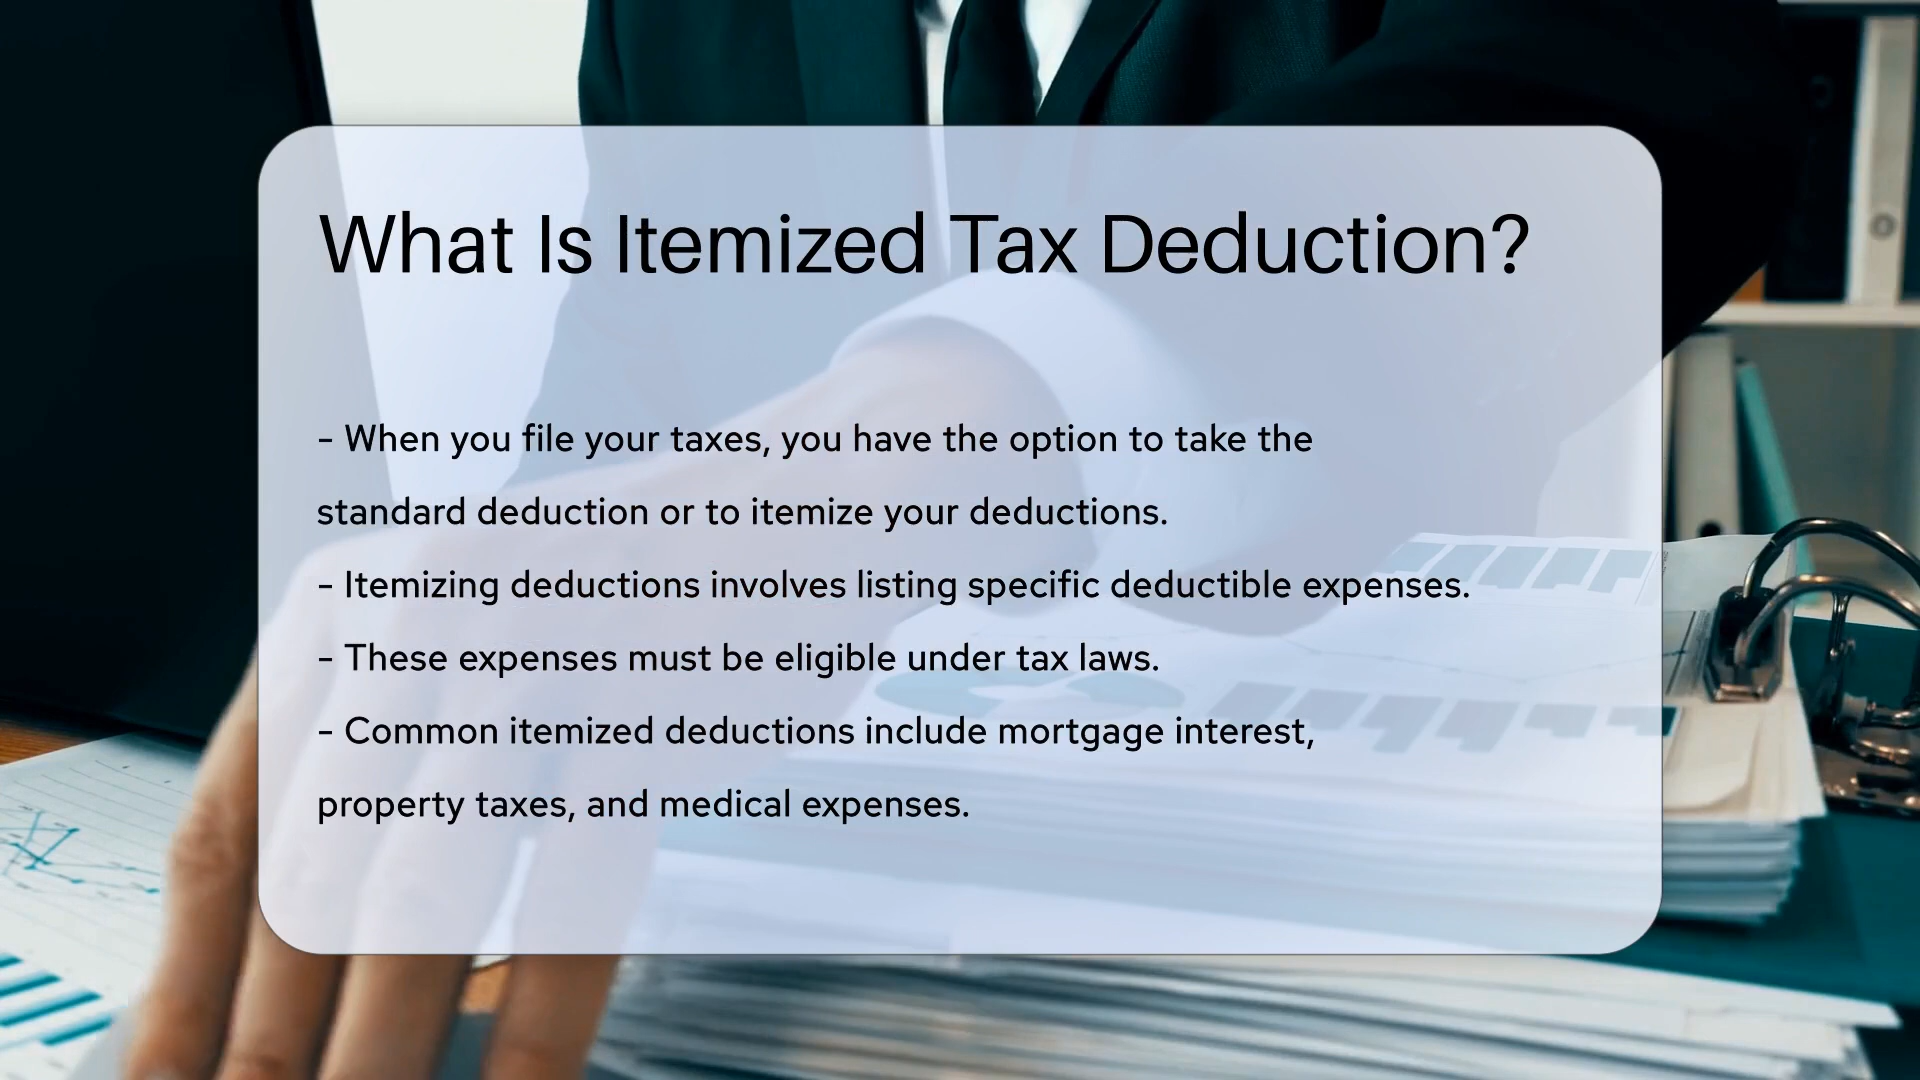 What Is Itemized Tax Deduction?
- When you file your taxes, you have the option to take the
standard deduction or to itemize your deductions.
- Itemizing deductions involves listing specific deductible expenses.
- These expenses must be eligible under tax laws.
- Common itemized deductions include mortgage interest,
property taxes, and medical expenses.